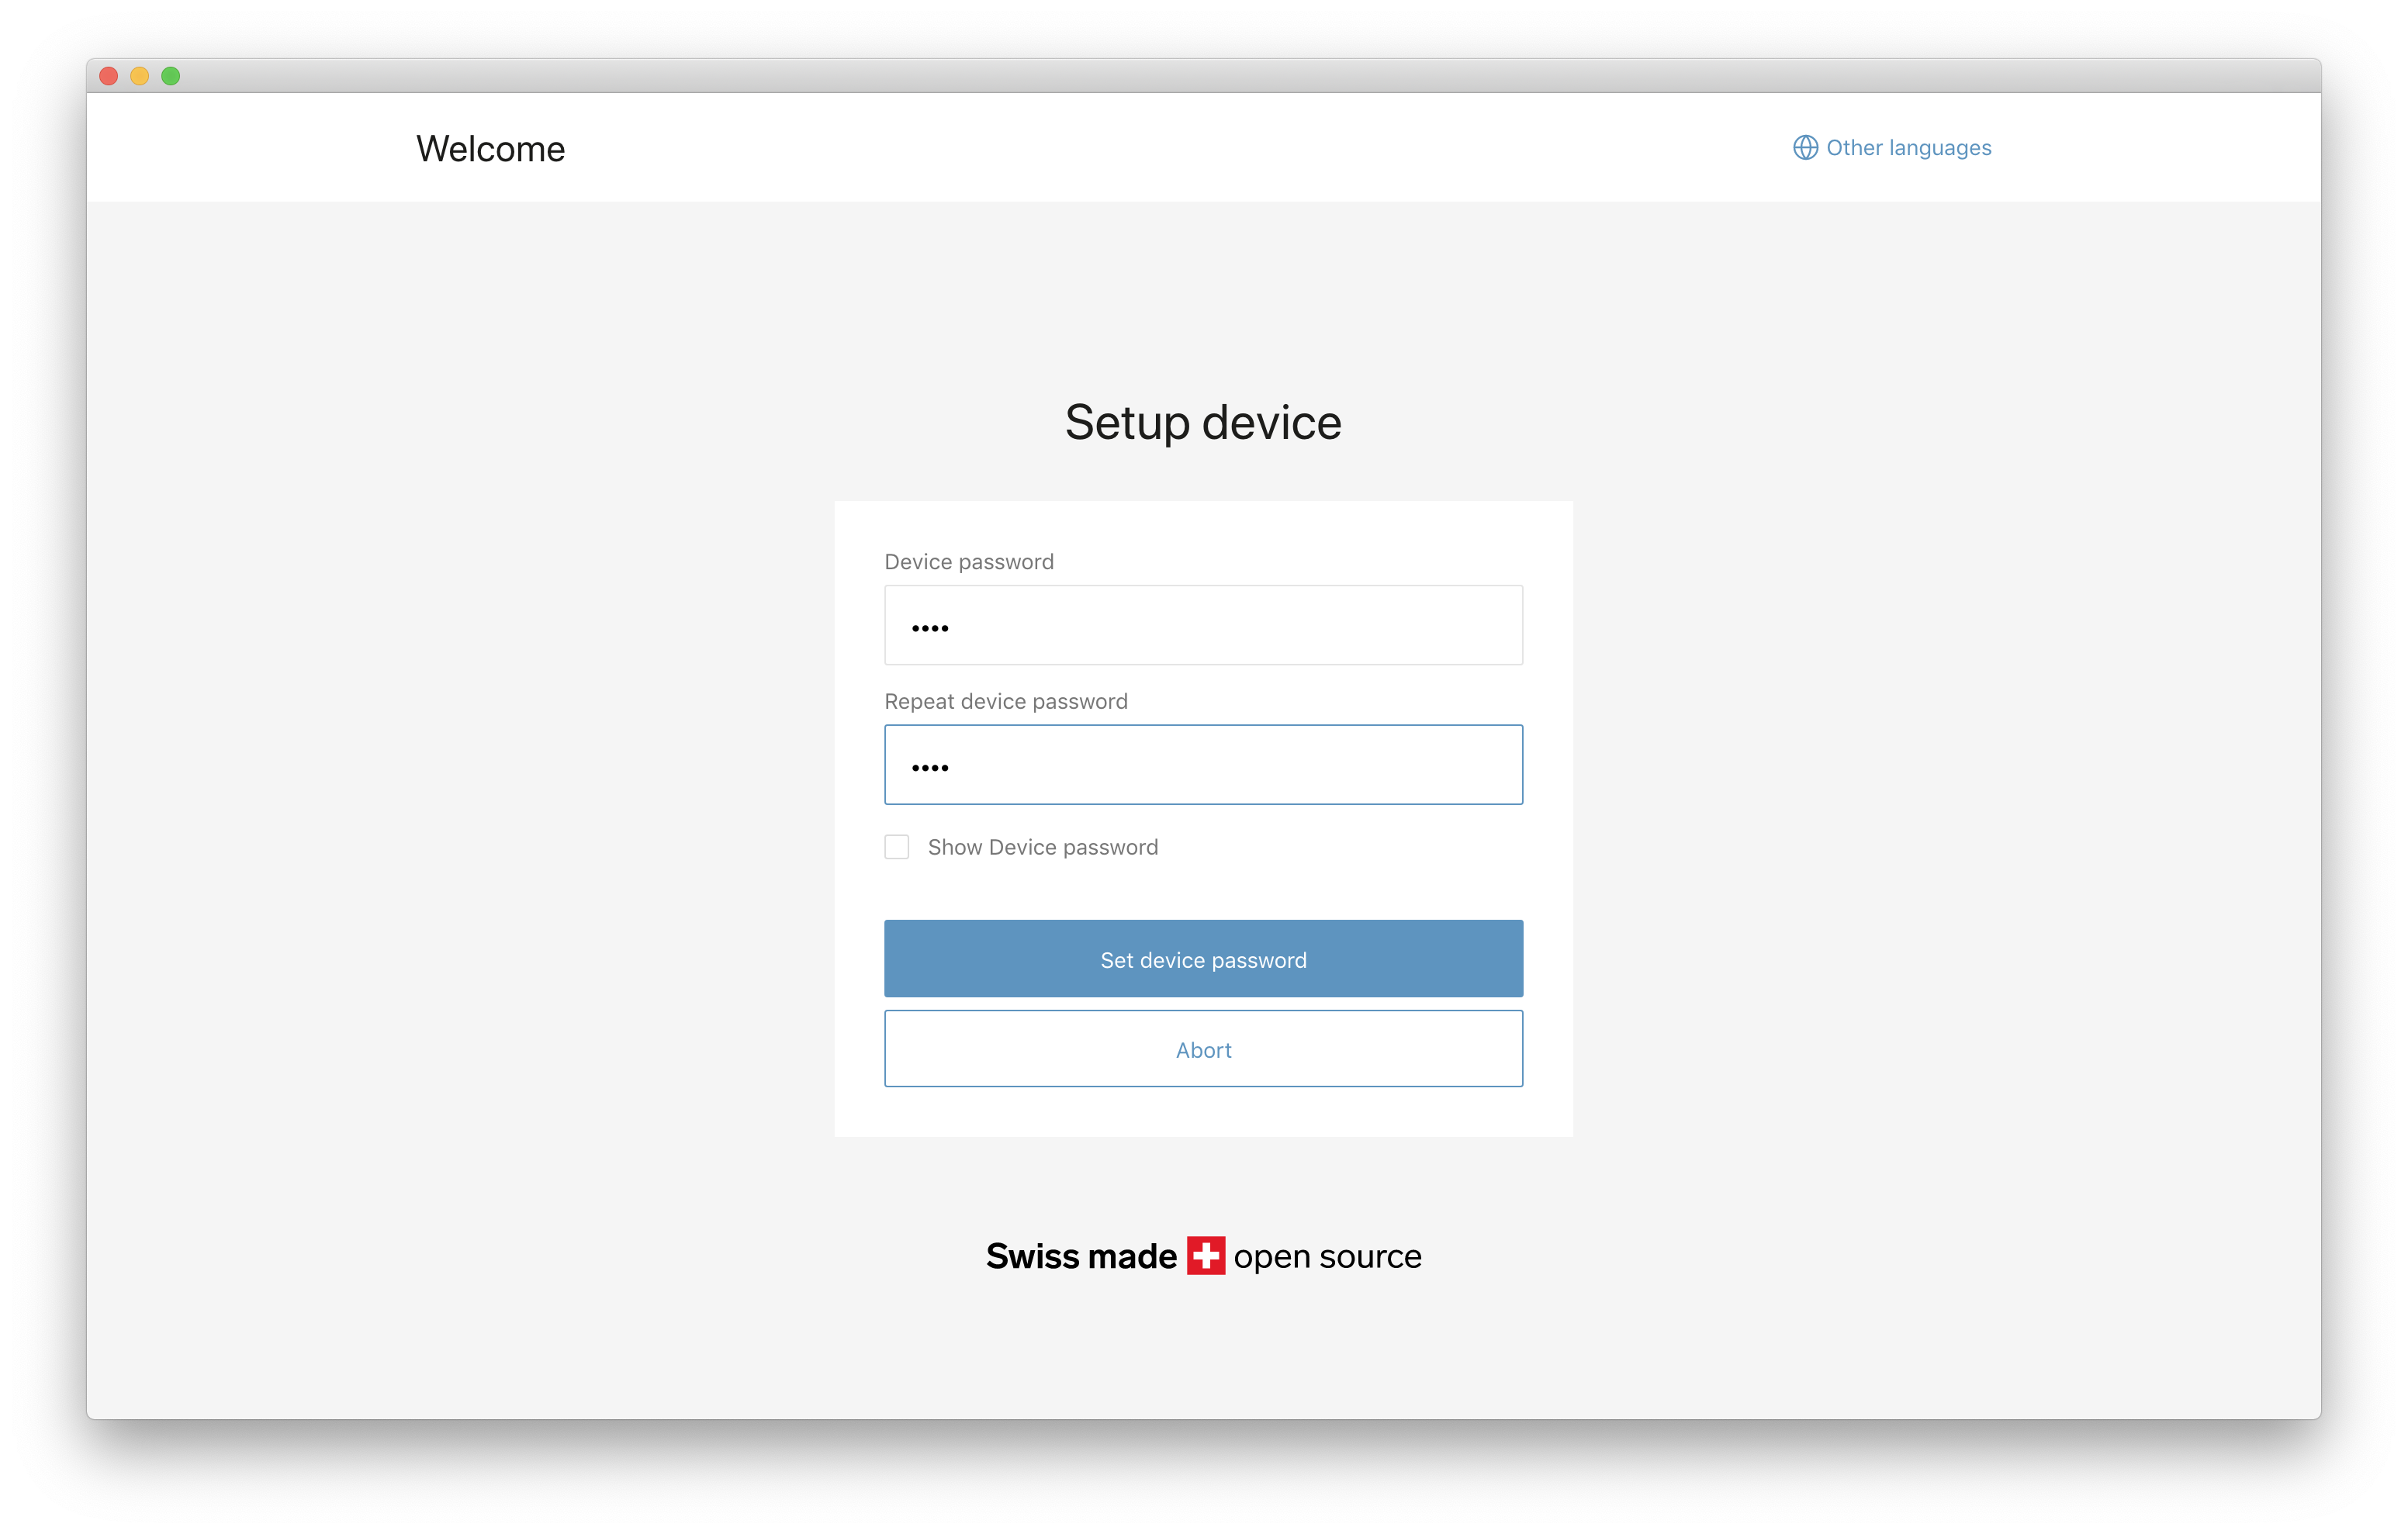 Welcome
Other languages
Setup device
Device password
••••
Repeat device password
••••
Show Device password
Set device password
Abort
Swiss made open source